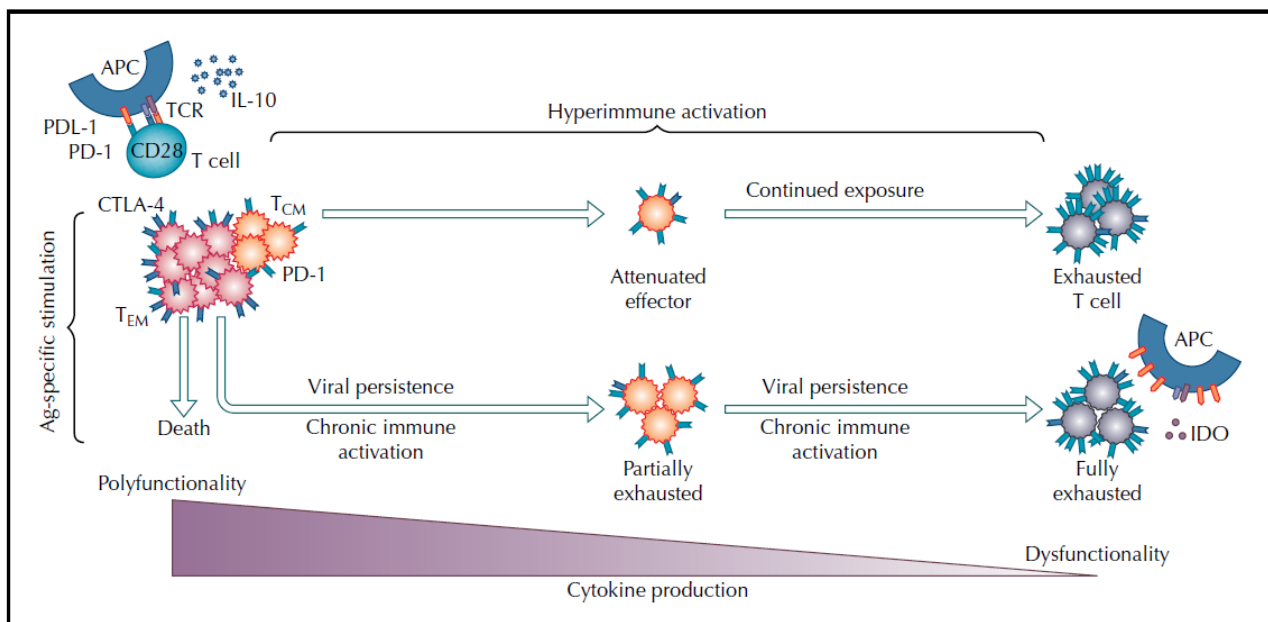 APC
IL-10
TCR
PDL-1
PD-1
CD28
T cell
Hyperimmune activation
CTLA-4
TCM
PD-1
TEM
Ag-specific stimulation
Continued exposure
Attenuated
effector
Exhausted
T cell
Death
Viral persistence
Chronic immune
activation
Partially
exhausted
Viral persistence
Chronic immune
activation
APC
IDO
Fully
exhausted
Polyfunctionality
Dysfunctionality
Cytokine production